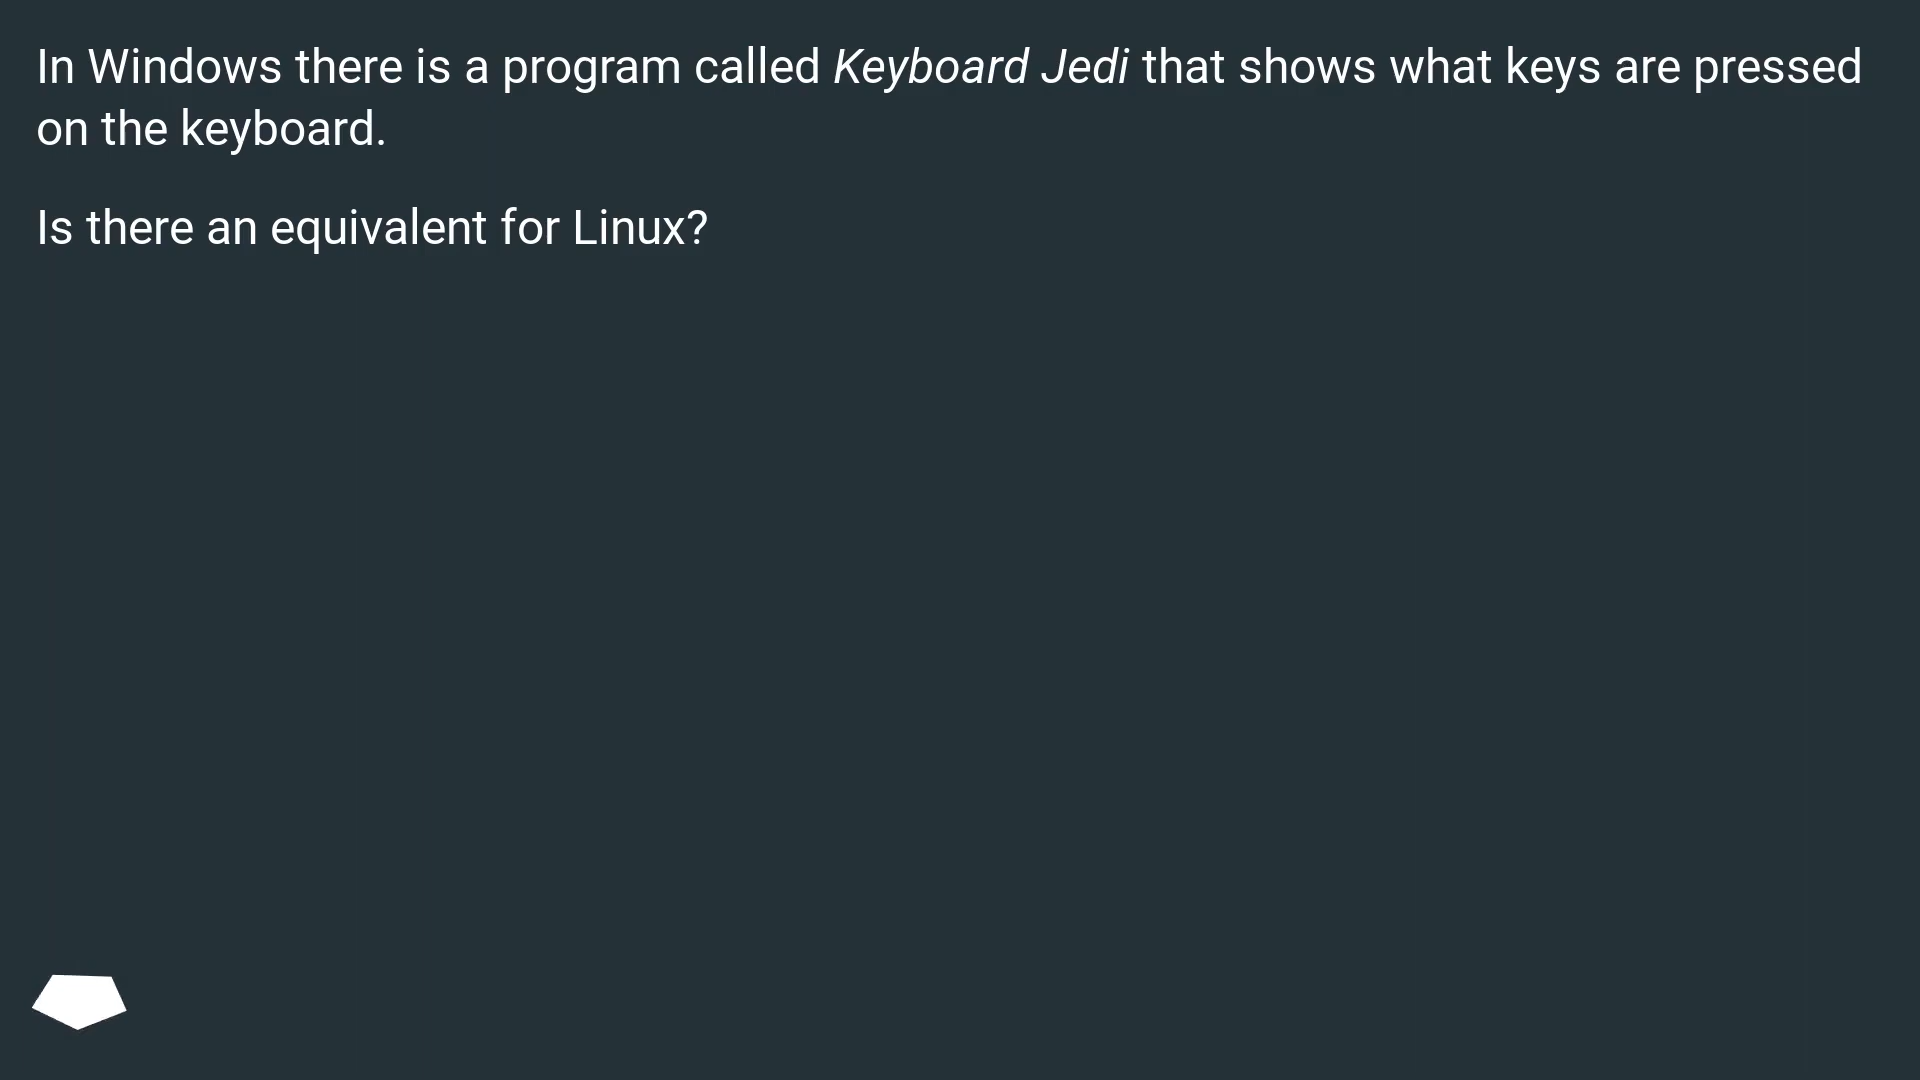 In Windows there is a program called Keyboard Jedi that shows what keys are pressed
on the keyboard.
Is there an equivalent for Linux?